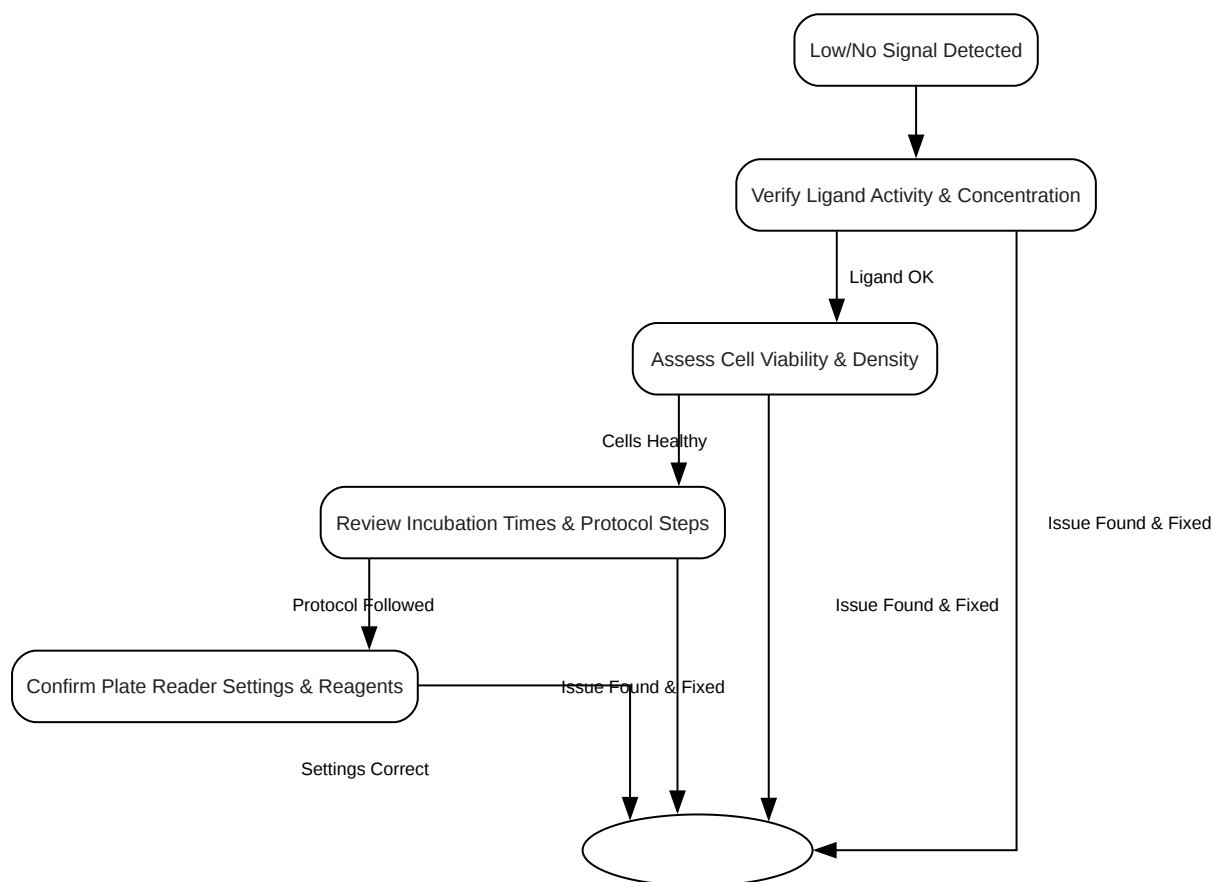 Low/No Signal Detected
Verify Ligand Activity & Concentration
Ligand OK
Assess Cell Viability & Density
Cells Healthy
Review Incubation Times & Protocol Steps
Issue Found & Fixed
Protocol Followed
Issue Found & Fixed
Confirm Plate Reader Settings & Reagents
Issue Found & Fixed
Settings Correct